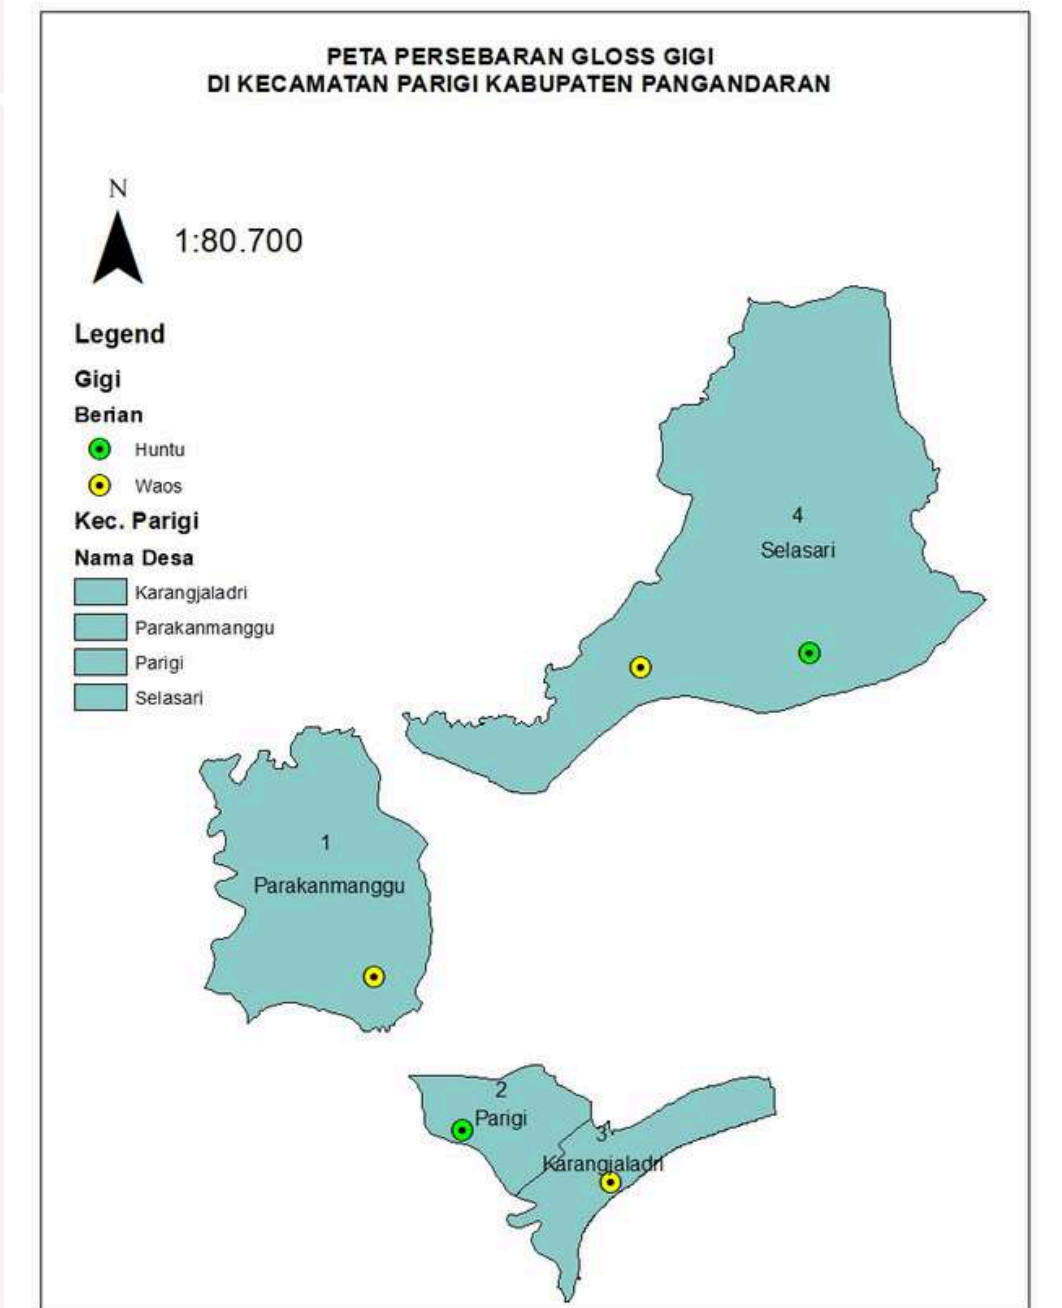 PETA PERSEBARAN GLOSS GIGI
DI KECAMATAN PARIGI KABUPATEN PANGANDARAN
N
1:80.700
Legend
Gigi
Berian
Huntu
Waos
Kec. Parigi
Nama Desa
Karangjaladri
Parakanmanggu
Parigi
Selasari
4
Selasari
1
Parakanmanggu
2
Parigi
3
Karangjaladri